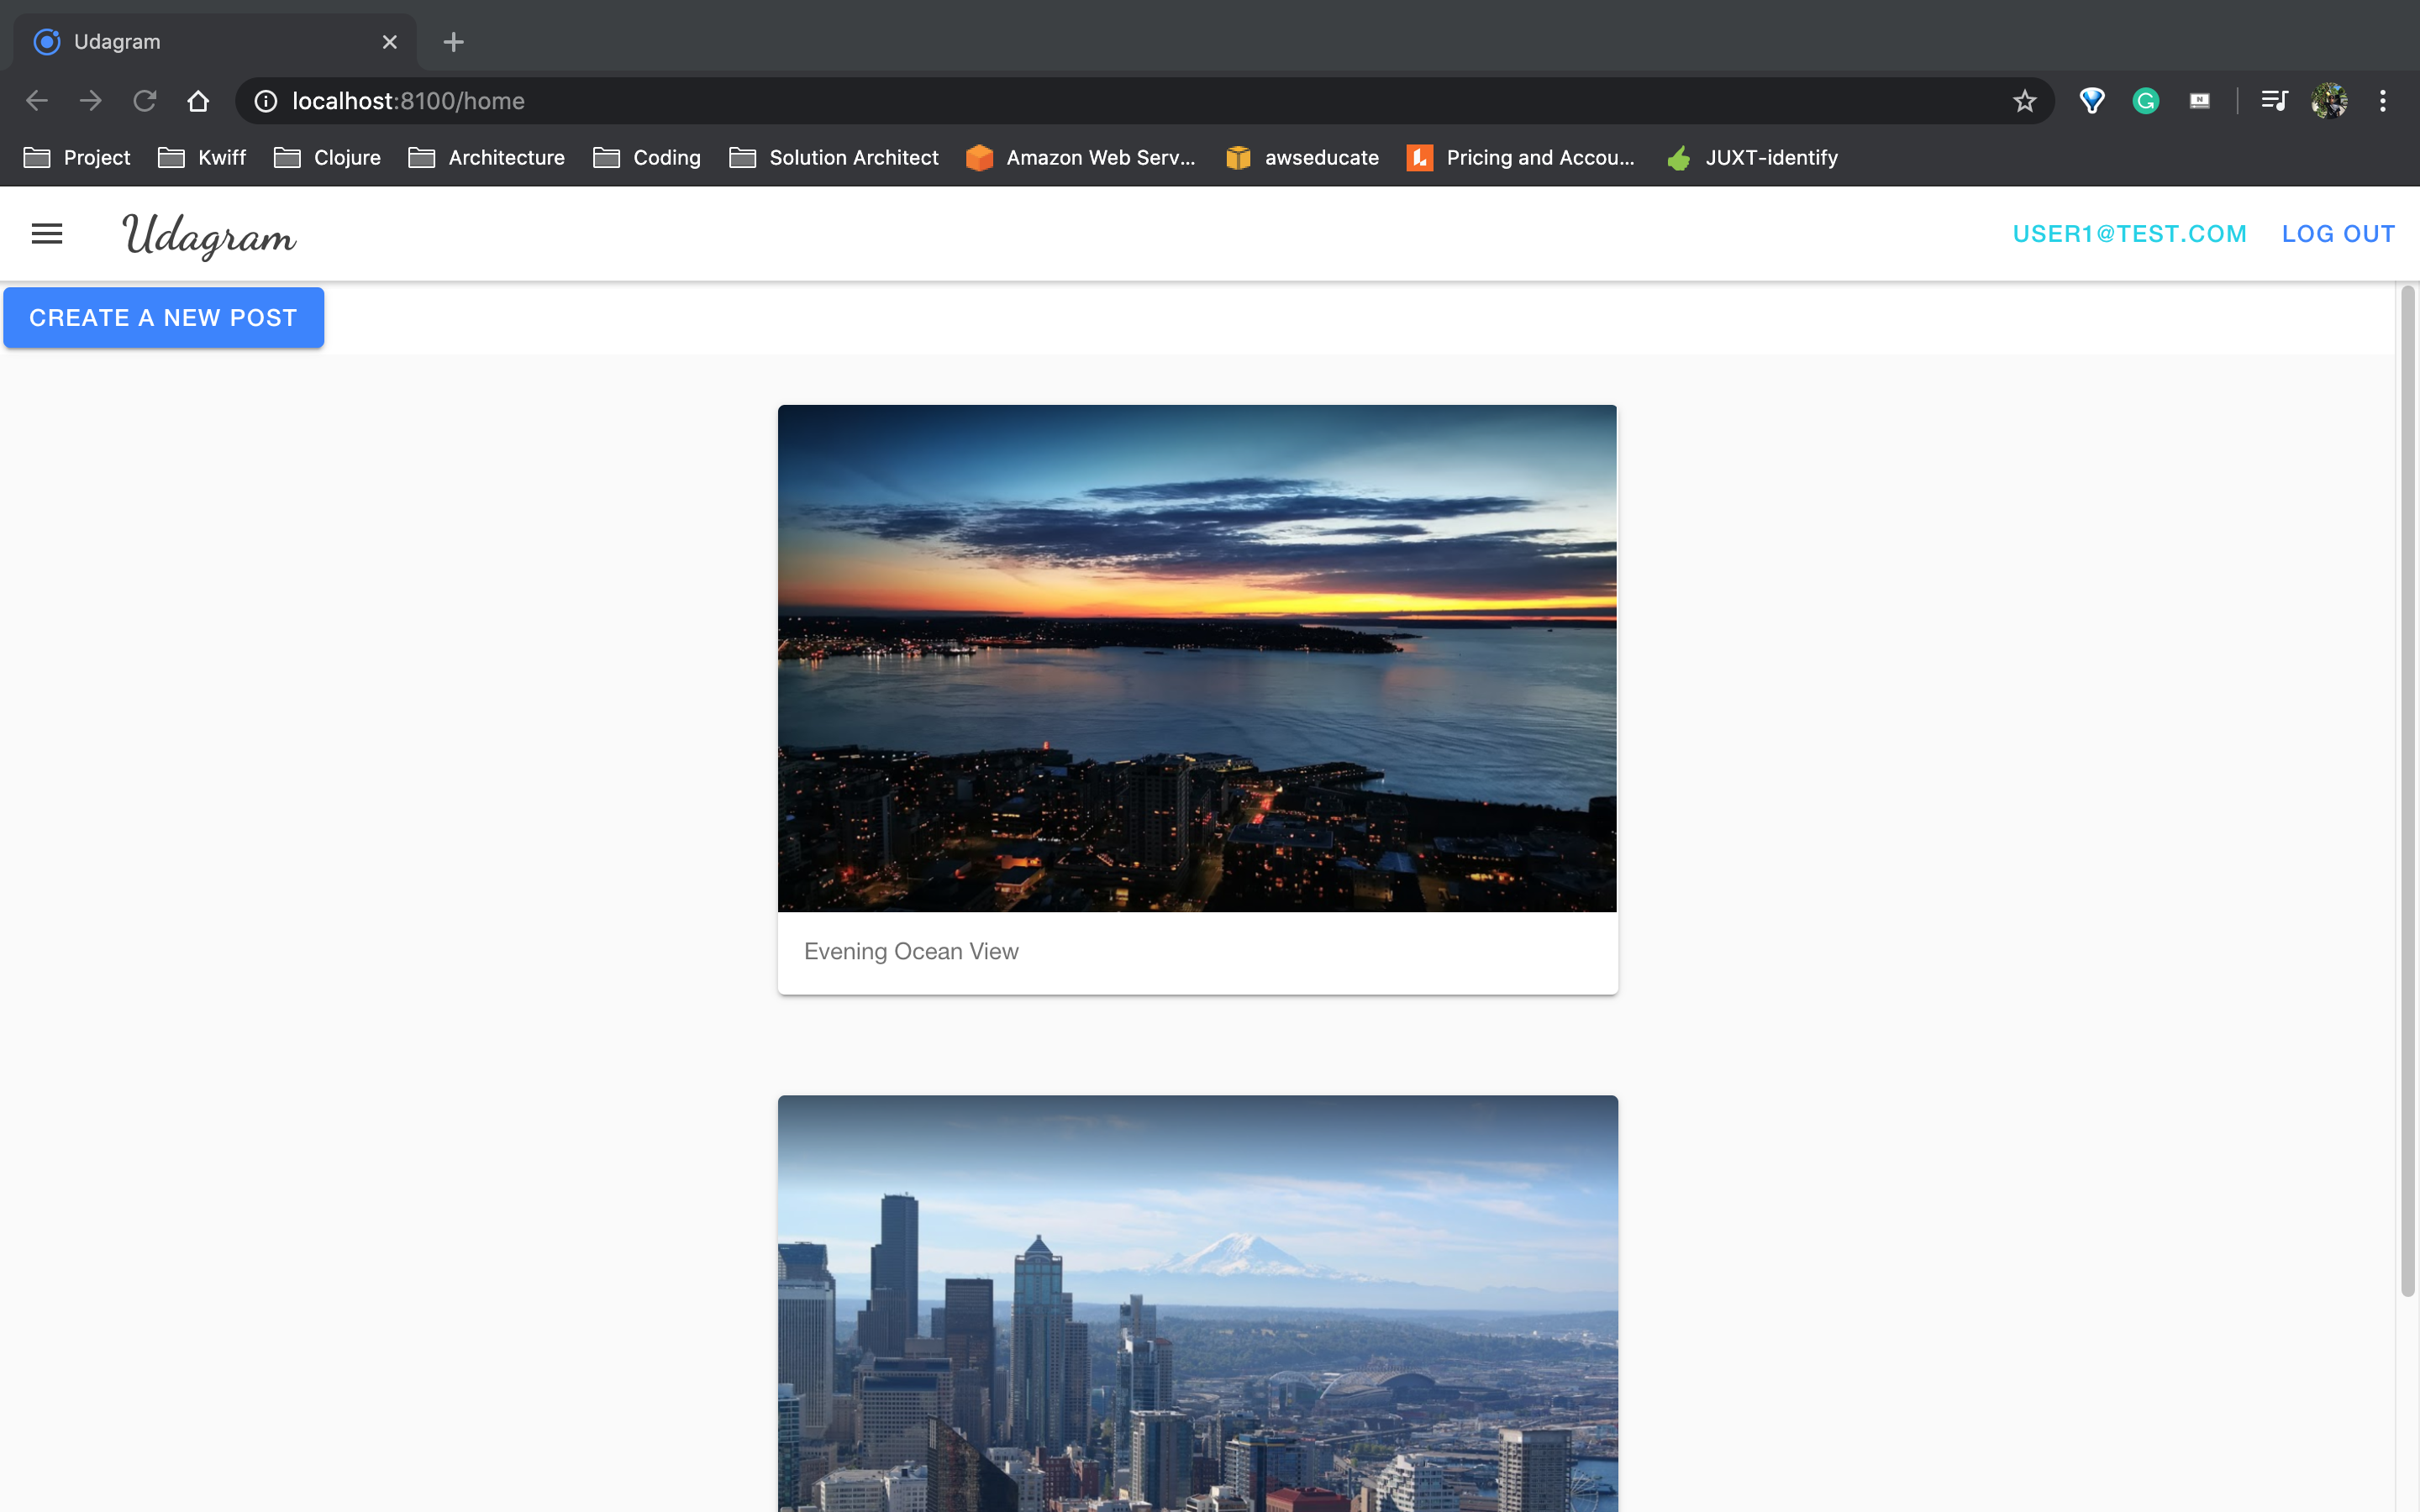 Udagram
localhost:8100/home
Project Kwiff Clojure Architecture Coding Solution Architect Amazon Web Serv... awseducate Pricing and Accou... JUXT-identify
Udagram USER1@TEST.COM LOG OUT
CREATE A NEW POST
Evening Ocean View